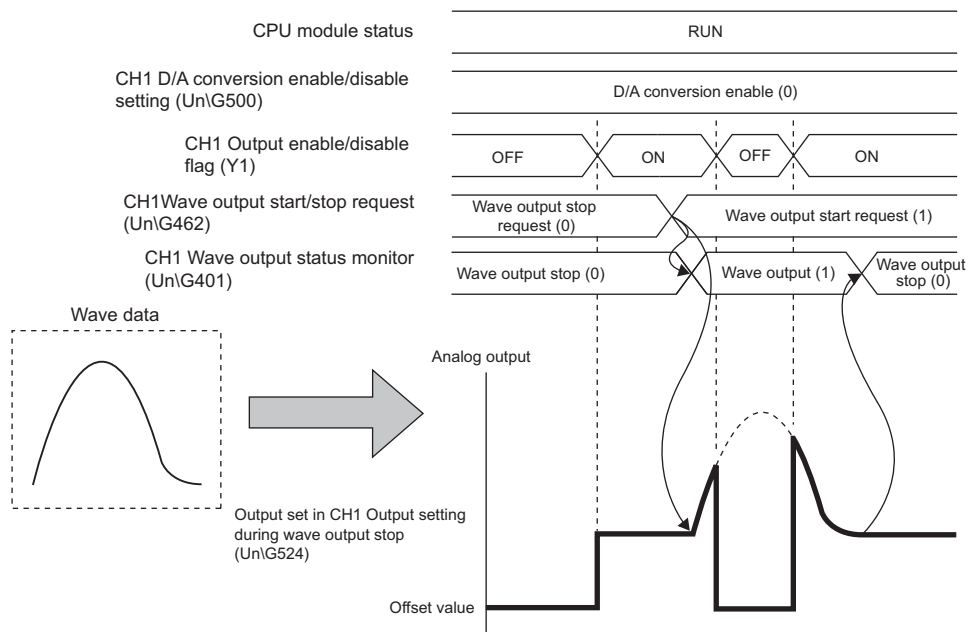 CPU module status
RUN
CH1 D/A conversion enable/disable
setting (Un\G500)
D/A conversion enable (0)
CH1 Output enable/disable
flag (Y1)
OFF
ON
OFF
ON
CH1Wave output start/stop request
(Un\G462)
Wave output stop
request (0)
Wave output start request (1)
CH1 Wave output status monitor
(Un\G401)
Wave output stop (0)
Wave output (1)
Wave output
stop (0)
Wave data
Analog output
Output set in CH1 Output setting
during wave output stop
(Un\G524)
Offset value